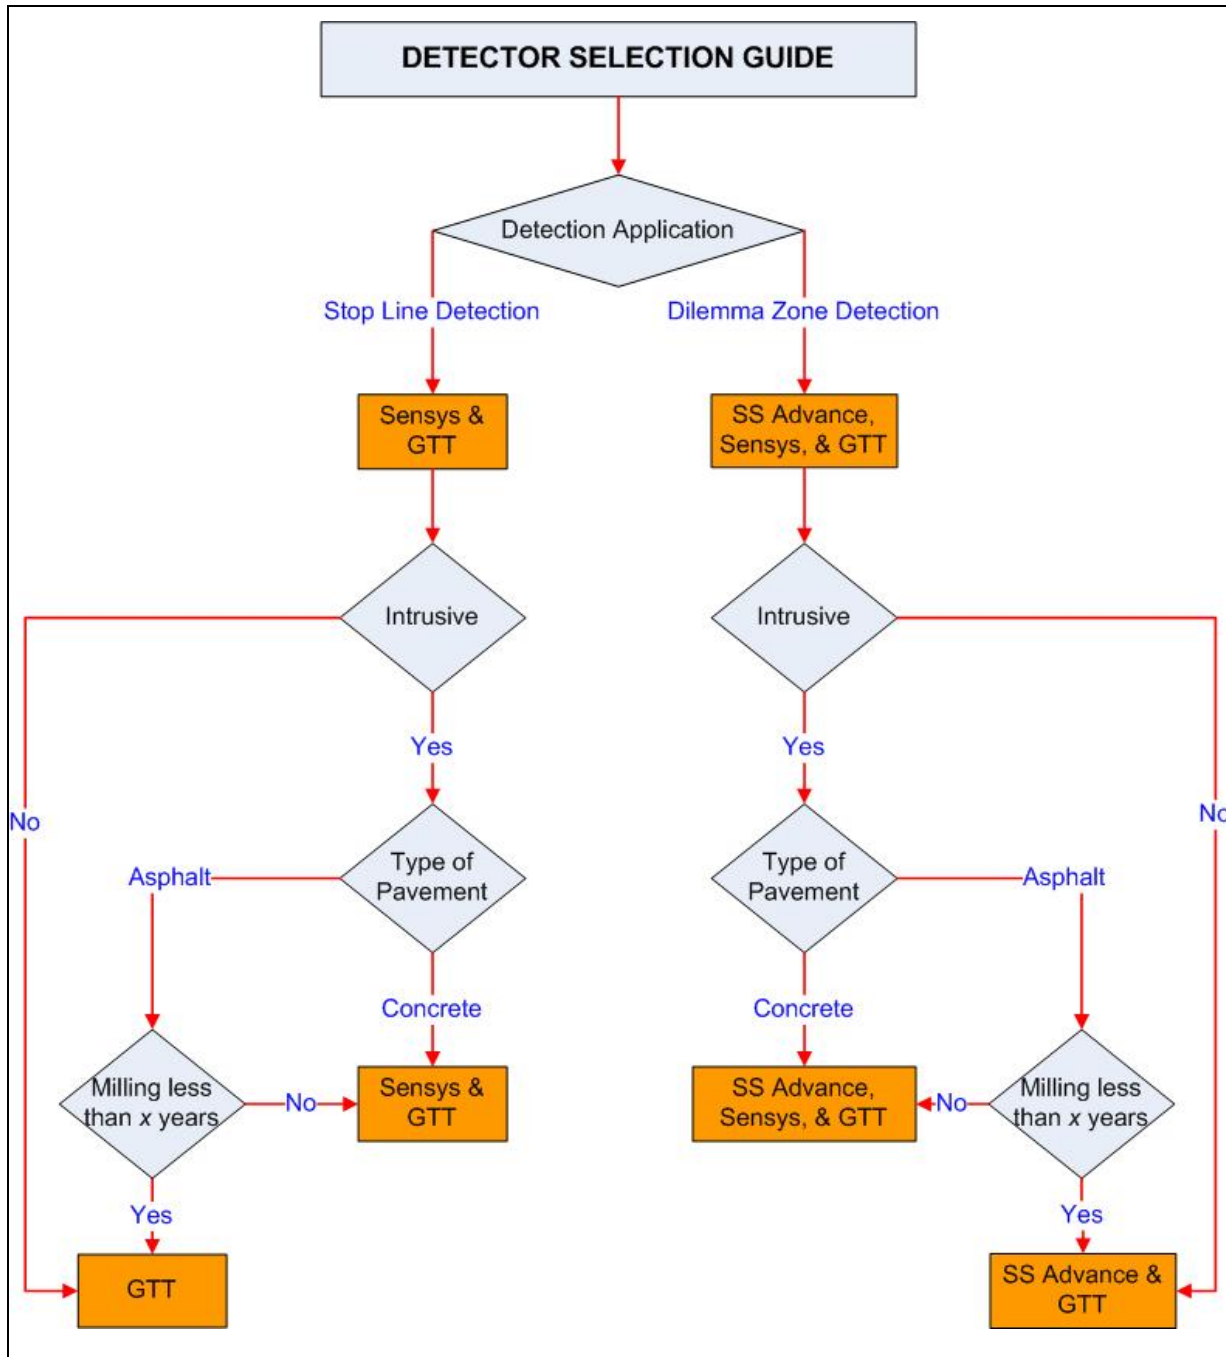 DETECTOR SELECTION GUIDE
Detection Application
Stop Line Detection
Dilemma Zone Detection
Sensys &
GTT
SS Advance,
Sensys, & GTT
Intrusive
Intrusive
Yes
Yes
No
No
Type of
Pavement
Type of
Pavement
Asphalt
Asphalt
Concrete
Concrete
Milling less
than x years
No
Sensys &
GTT
SS Advance,
Sensys, & GTT
No
Milling less
than x years
Yes
Yes
GTT
SS Advance &
GTT